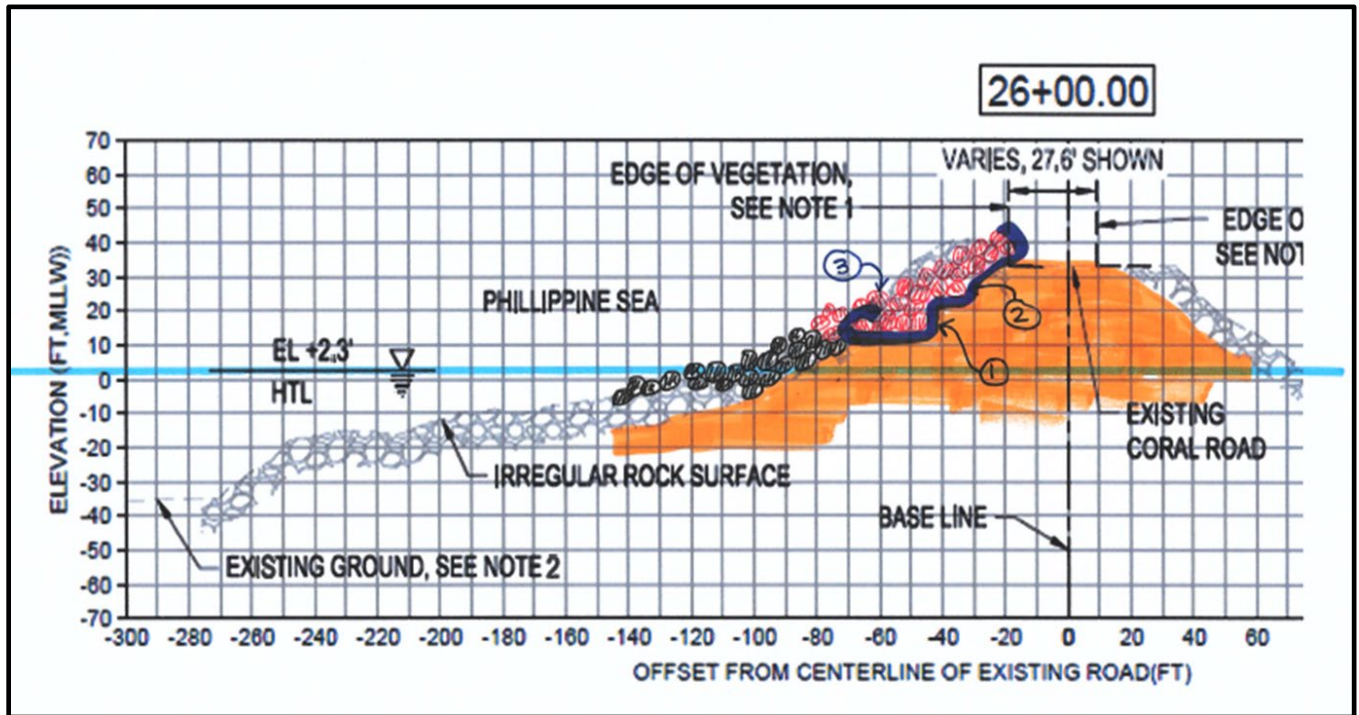 26+00.00
VARIES, 27.6' SHOWN
EDGE OF VEGETATION,
SEE NOTE 1
EDGE O
SEE NOT
3
2
1
PHILLIPPINE SEA
EL +2.3'
HTL
IRREGULAR ROCK SURFACE
EXISTING
CORAL ROAD
BASE LINE
EXISTING GROUND, SEE NOTE 2
ELEVATION (FT,MLLW))
70
60
50
40
30
20
10
0
-10
-20
-30
-40
-50
-60
-70
-300 -280 -260 -240 -220 -200 -180 -160 -140 -120 -100 -80 -60 -40 -20 0 20 40 60
OFFSET FROM CENTERLINE OF EXISTING ROAD(FT)